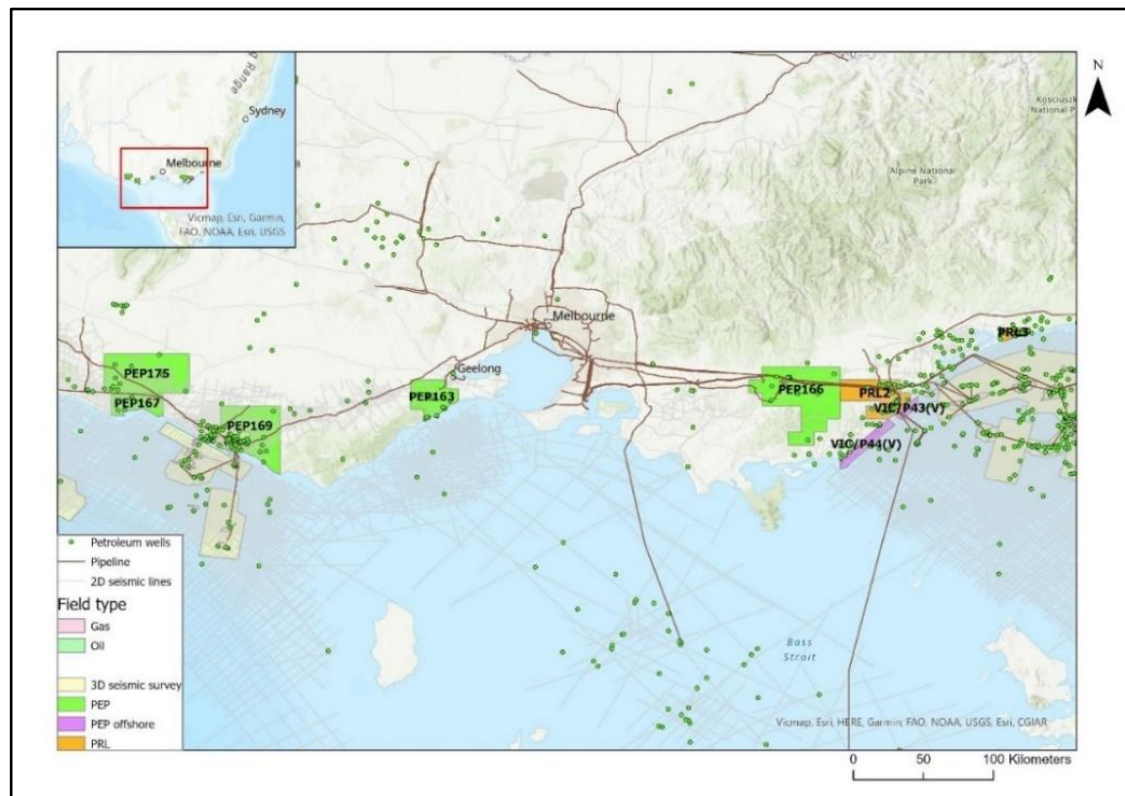 N
g Range
Sydney
Melbourne
Vicmap, Esri, Garmin,
FAO, NOAA, Esri, USGS
Kosciuszk
National P
Alpine National
Park
Melbourne
Geelong
PRL3
PEP175
PEP167
PEP169
PEP163
PEP166
PRL2
VIC/P43(V)
VIC/P44(V)
Petroleum wells
Pipeline
2D seismic lines
Field type
Gas
Oil
3D seismic survey
PEP
PEP offshore
PRL
Bass
Strait
Vicmap, Esri, HERE, Garmin, FAO, NOAA, USGS, Esri, CGIAR
0 50 100 Kilometers